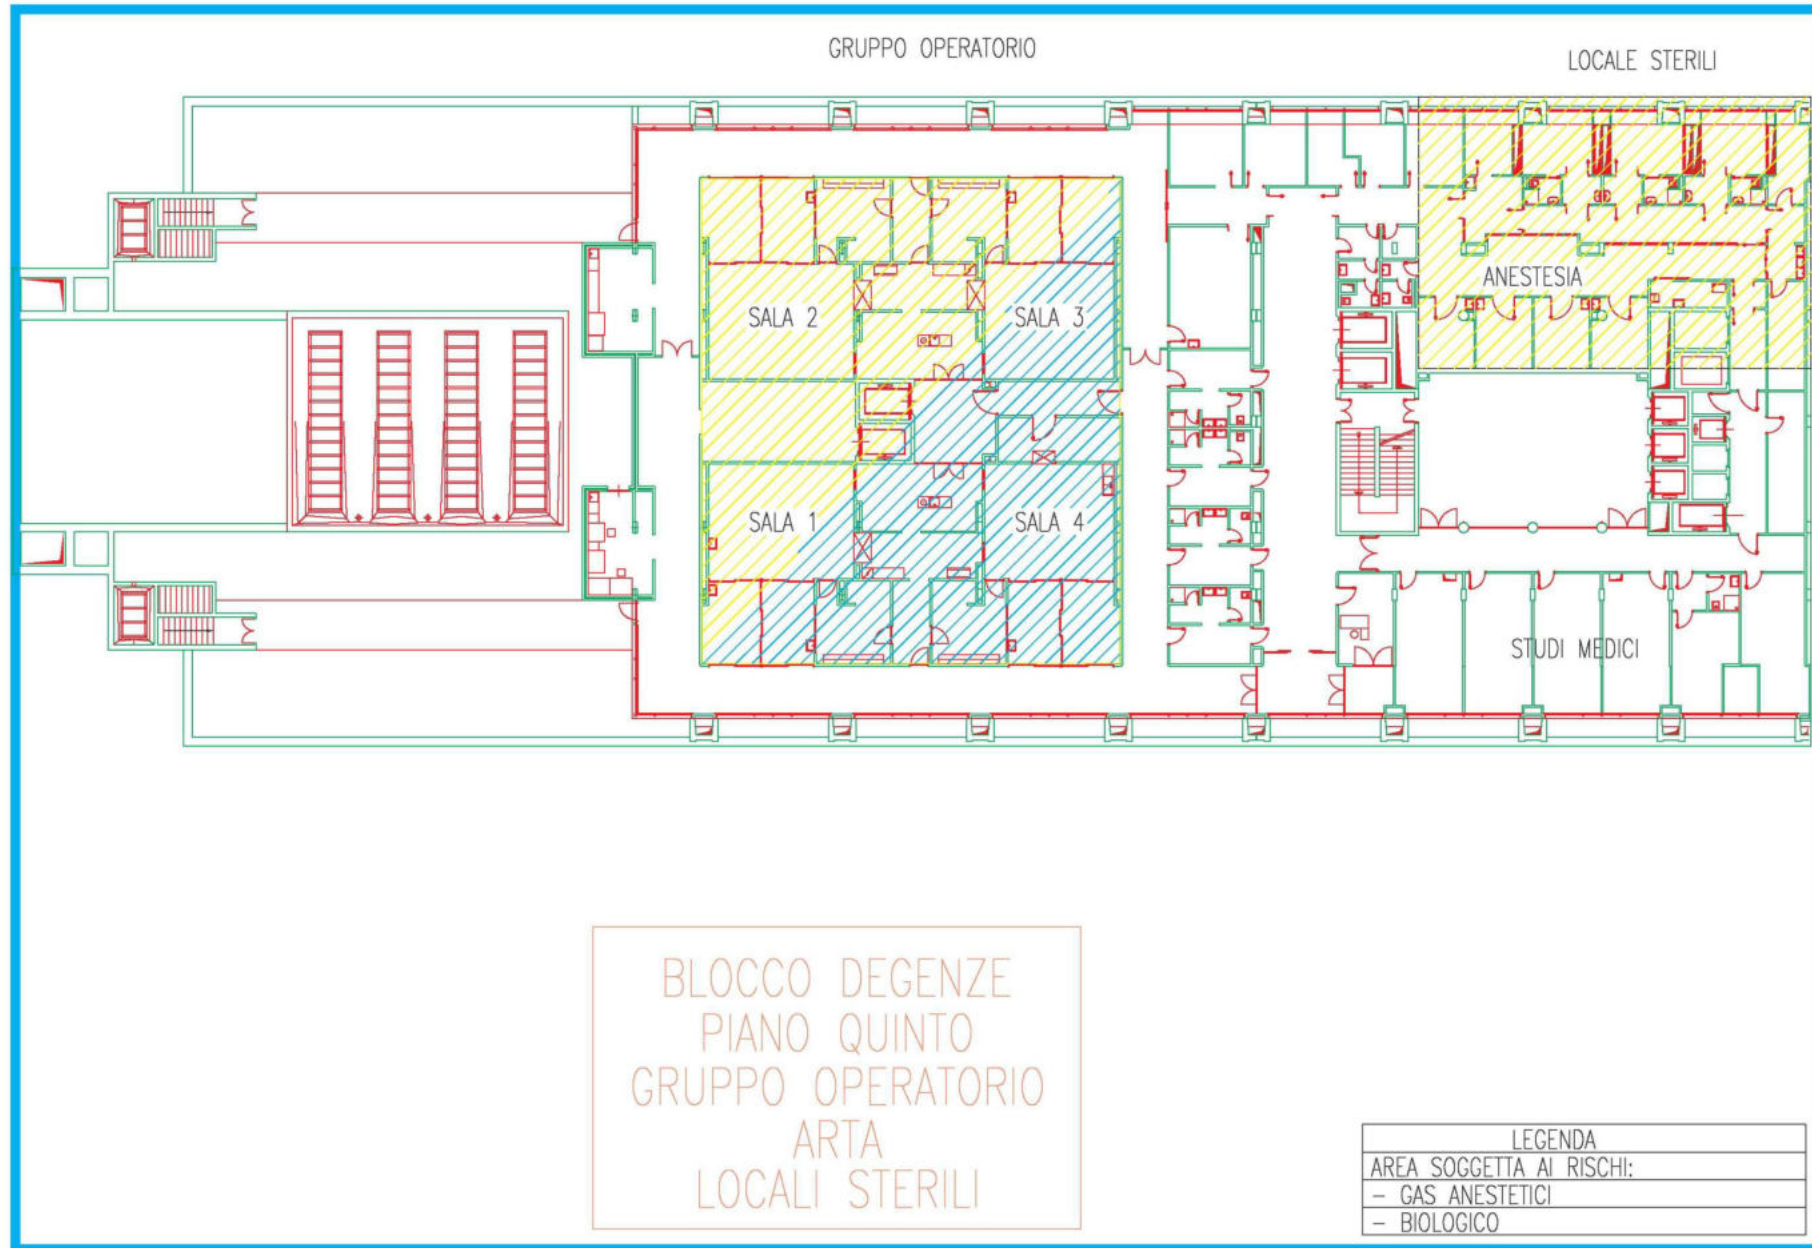 GRUPPO OPERATORIO
LOCALE STERILI
ANESTESIA
SALA 2
SALA 3
SALA 1
SALA 4
STUDI MEDICI
BLOCCO DEGENZE
PIANO QUINTO
GRUPPO OPERATORIO
ARTA
LOCALI STERILI
LEGENDA
AREA SOGGETTA AI RISCHI:
- GAS ANESTETICI
- BIOLOGICO